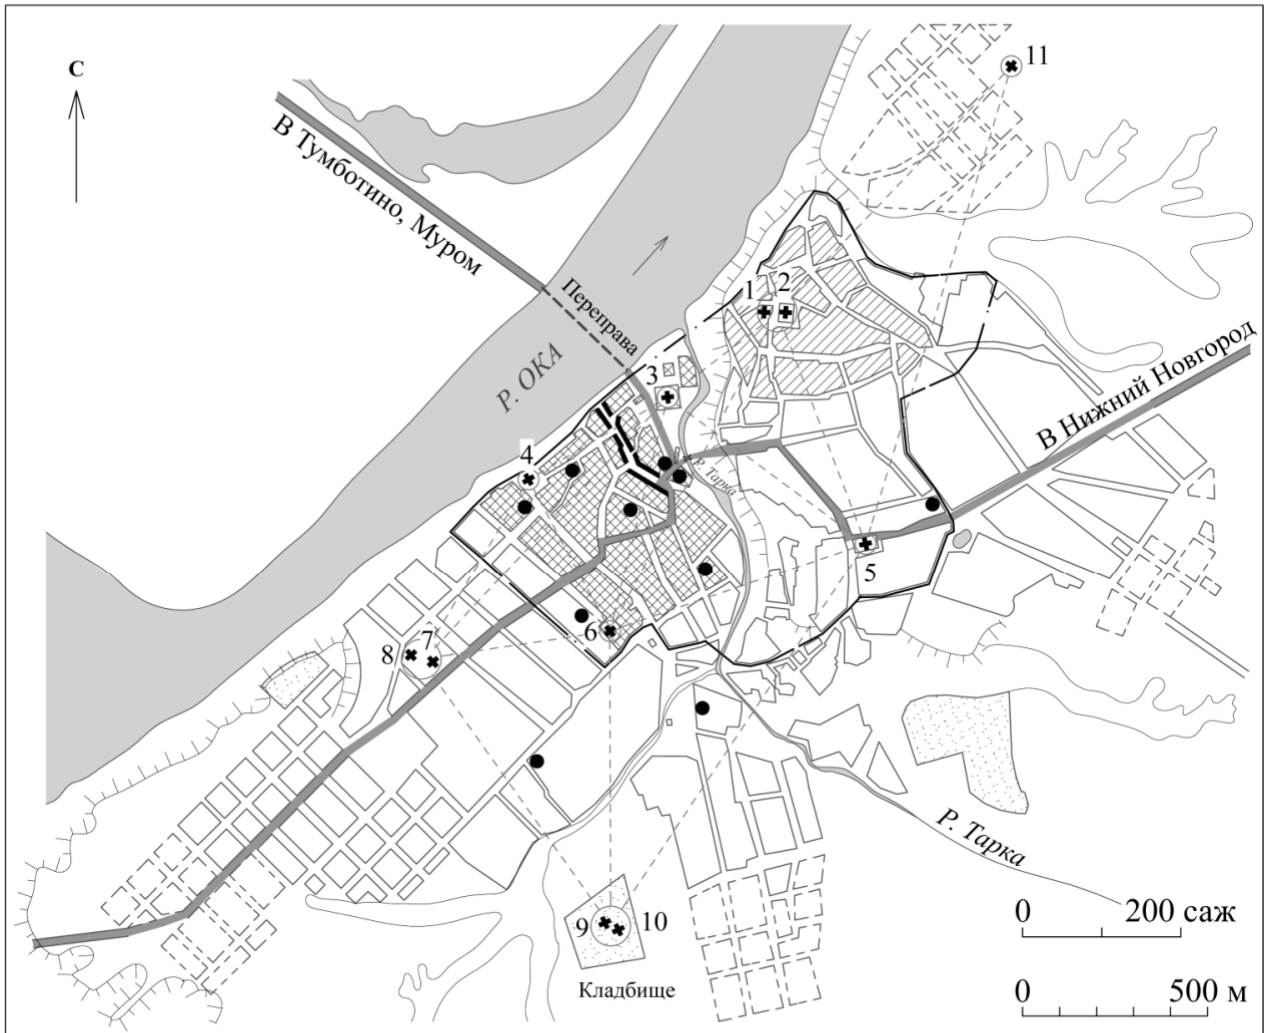 С
11
В Тумботино, Муром
Переправа
Р. ОКА
1
2
3
4
В Нижний Новгород
Р. Тарка
5
6
7
8
Р. Тарка
9
10
Кладбище
0 200 саж
0 500 м